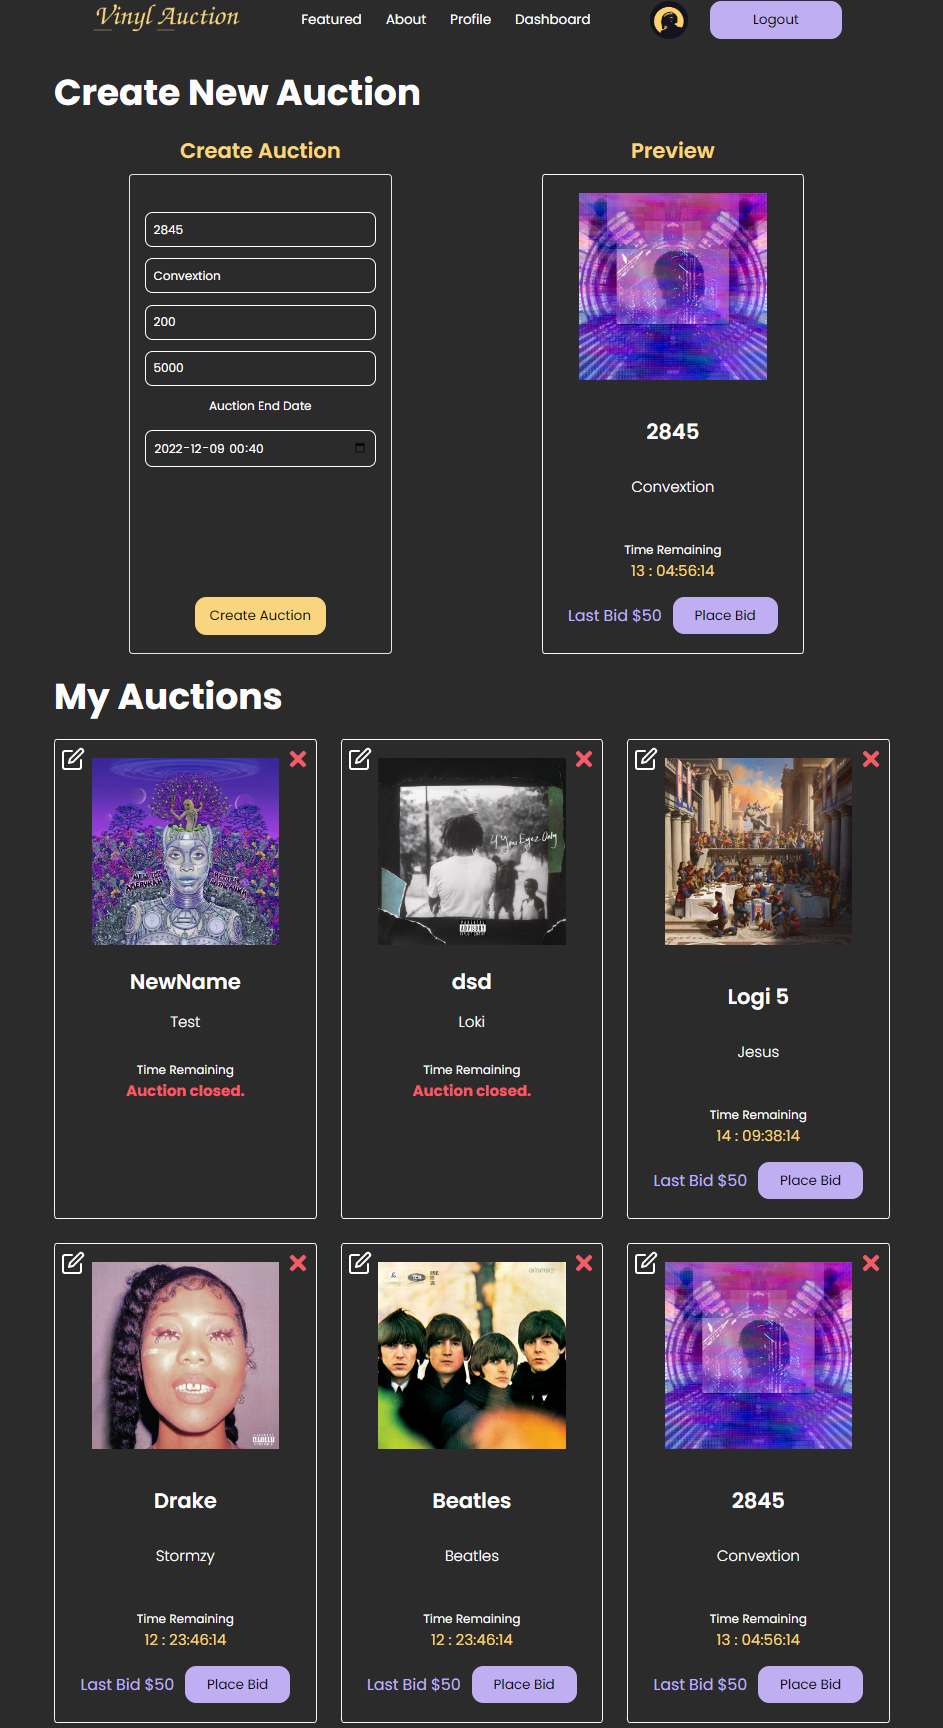 Vinyl Auction
Featured About Profile Dashboard Logout
Create New Auction
Create Auction
2845
Convextion
200
5000
Auction End Date
2022-12-09 00:40
Create Auction
Preview
2845
Convextion
Time Remaining
13 : 04:56:14
Last Bid $50 Place Bid
My Auctions
NewName
Test
Time Remaining
Auction closed.
4 Your Eyez Only
dsd
Loki
Time Remaining
Auction closed.
Logi 5
Jesus
Time Remaining
14 : 09:38:14
Last Bid $50 Place Bid
Drake
Stormzy
Time Remaining
12 : 23:46:14
Last Bid $50 Place Bid
Beatles
Beatles
Time Remaining
12 : 23:46:14
Last Bid $50 Place Bid
2845
Convextion
Time Remaining
13 : 04:56:14
Last Bid $50 Place Bid